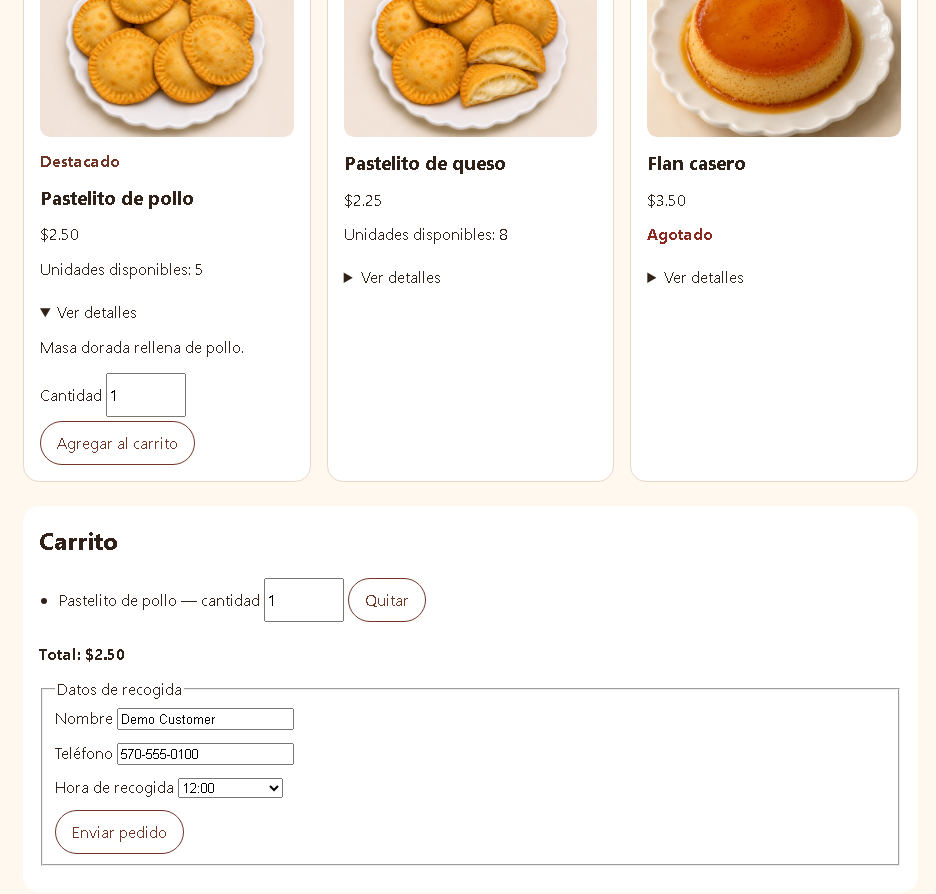 Destacado
Pastelito de pollo
$2.50
Unidades disponibles: 5
▼ Ver detalles
Masa dorada rellena de pollo.
Cantidad 1
Agregar al carrito
Pastelito de queso
$2.25
Unidades disponibles: 8
▶ Ver detalles
Flan casero
$3.50
Agotado
▶ Ver detalles
Carrito
• Pastelito de pollo — cantidad 1 Quitar
Total: $2.50
Datos de recogida
Nombre Demo Customer
Teléfono 570-555-0100
Hora de recogida 12:00
Enviar pedido